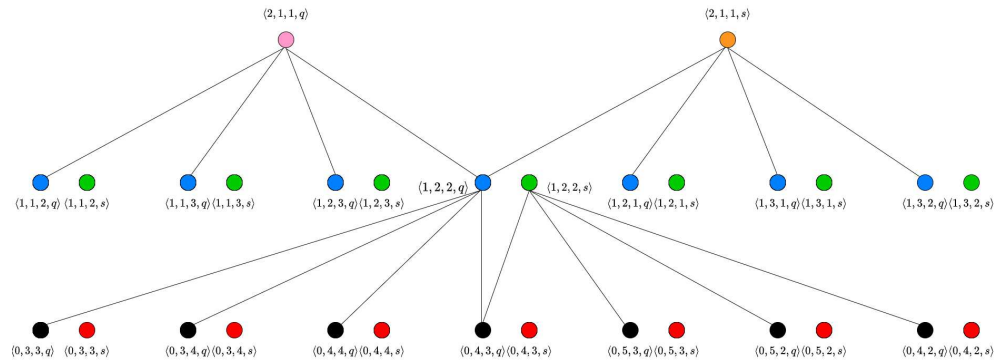 ⟨2, 1, 1, q⟩ ⟨2, 1, 1, s⟩
⟨1, 2, 2, q⟩ ⟨1, 2, 2, s⟩
⟨1, 1, 2, q⟩ ⟨1, 1, 2, s⟩ ⟨1, 1, 3, q⟩ ⟨1, 1, 3, s⟩ ⟨1, 2, 3, q⟩ ⟨1, 2, 3, s⟩ ⟨1, 2, 1, q⟩ ⟨1, 2, 1, s⟩ ⟨1, 3, 1, q⟩ ⟨1, 3, 1, s⟩ ⟨1, 3, 2, q⟩ ⟨1, 3, 2, s⟩
⟨0, 3, 3, q⟩ ⟨0, 3, 3, s⟩ ⟨0, 3, 4, q⟩ ⟨0, 3, 4, s⟩ ⟨0, 4, 4, q⟩ ⟨0, 4, 4, s⟩ ⟨0, 4, 3, q⟩ ⟨0, 4, 3, s⟩ ⟨0, 5, 3, q⟩ ⟨0, 5, 3, s⟩ ⟨0, 5, 2, q⟩ ⟨0, 5, 2, s⟩ ⟨0, 4, 2, q⟩ ⟨0, 4, 2, s⟩